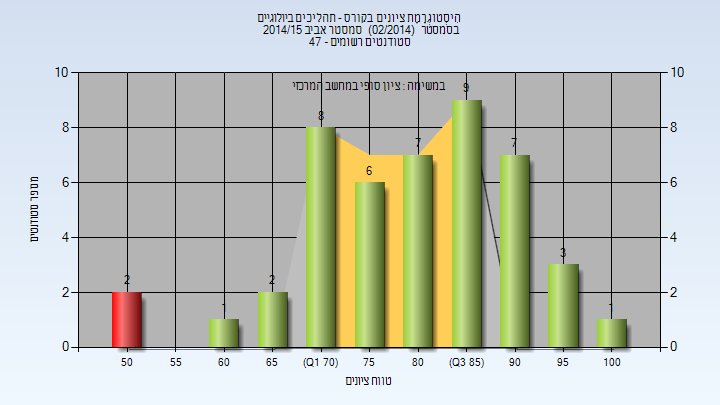 היסטוגרמת ציונים בקורס - תהליכים ביולוגיים
בסמסטר (02/2014) סמסטר אביב 2014/15
סטודנטים רשומים - 47
במשימה : ציון סופי במחשב המרכזי
מספר סטודנטים
10 8 6 4 2 0
2 1 2 8 6 7 9 7 3 1
10 8 6 4 2 0
50 55 60 65 (Q1 70) 75 80 (Q3 85) 90 95 100
טווח ציונים